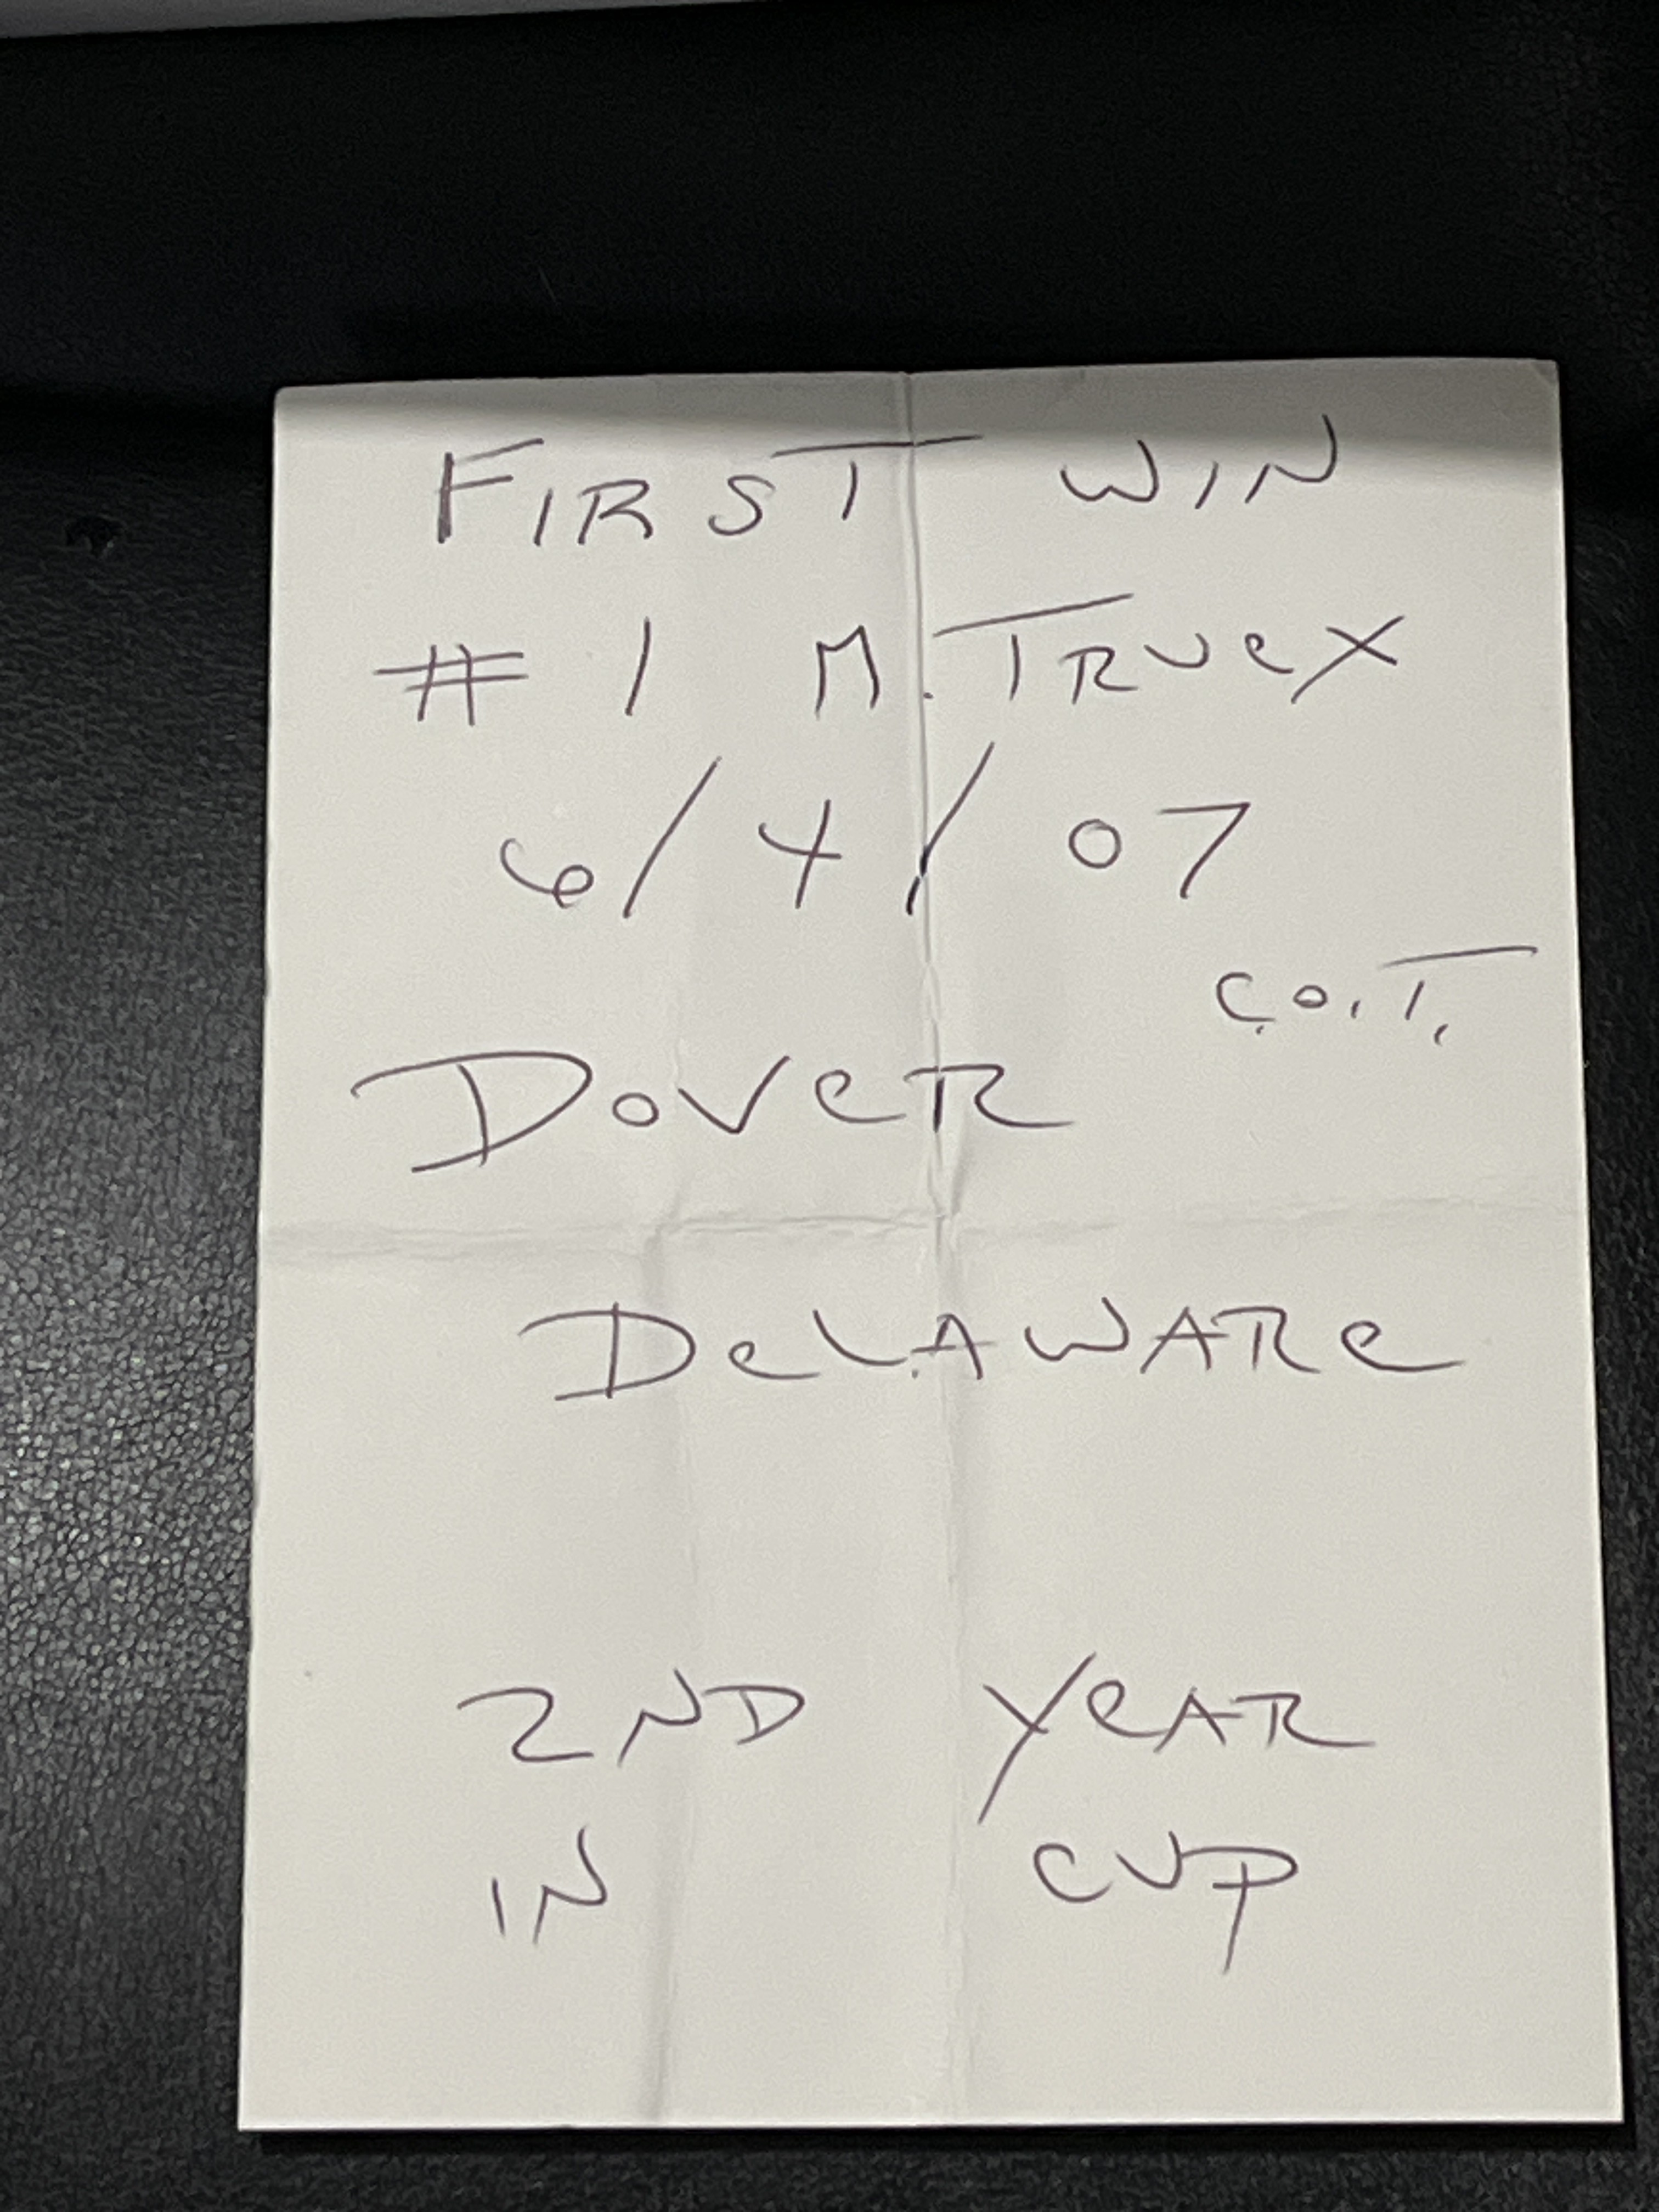 FIRST WIN
# 1 M. TRUEX
6/4/07
C.O.T.
DOVER
DELAWARE
2ND YEAR
IN CUP